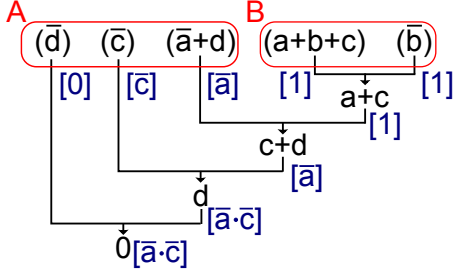 A B
(d̅) (c̅) (a̅+d) (a+b+c) (b̅)
[0] [c̅] [a̅] [1] [1]
a+c
[1]
c+d
[a̅]
d
[a̅·c̅]
0[a̅·c̅]